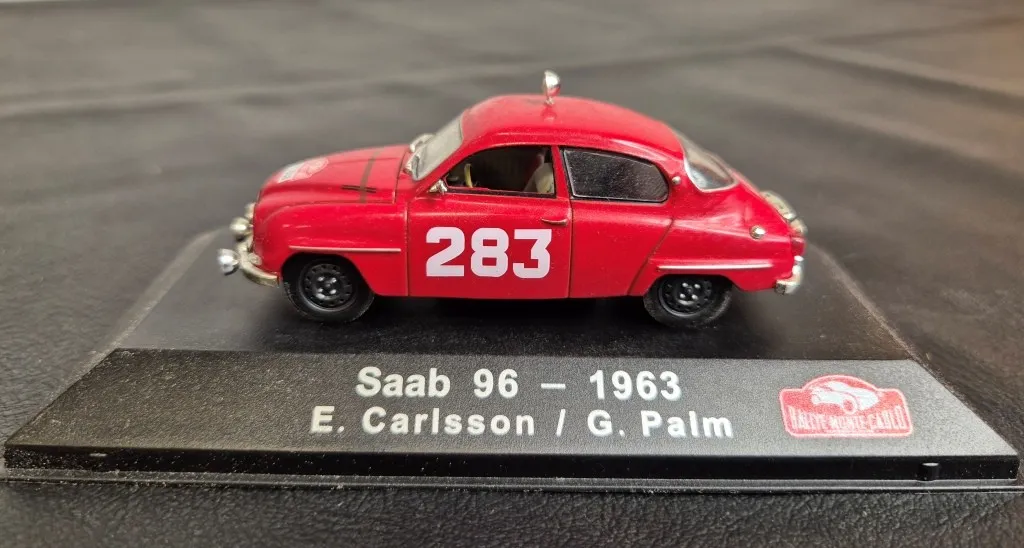 283
Saab 96 – 1963
E. Carlsson / G. Palm
RALLYE MONTE-CARLO